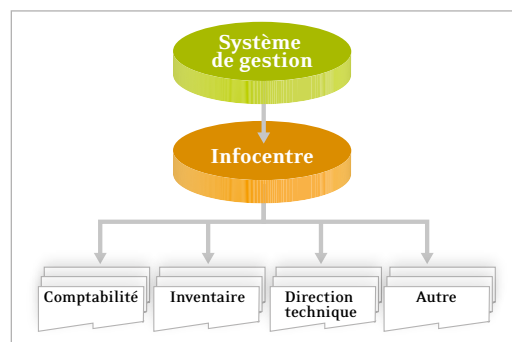 Système
de gestion
Infocentre
Comptabilité
Inventaire
Direction
technique
Autre